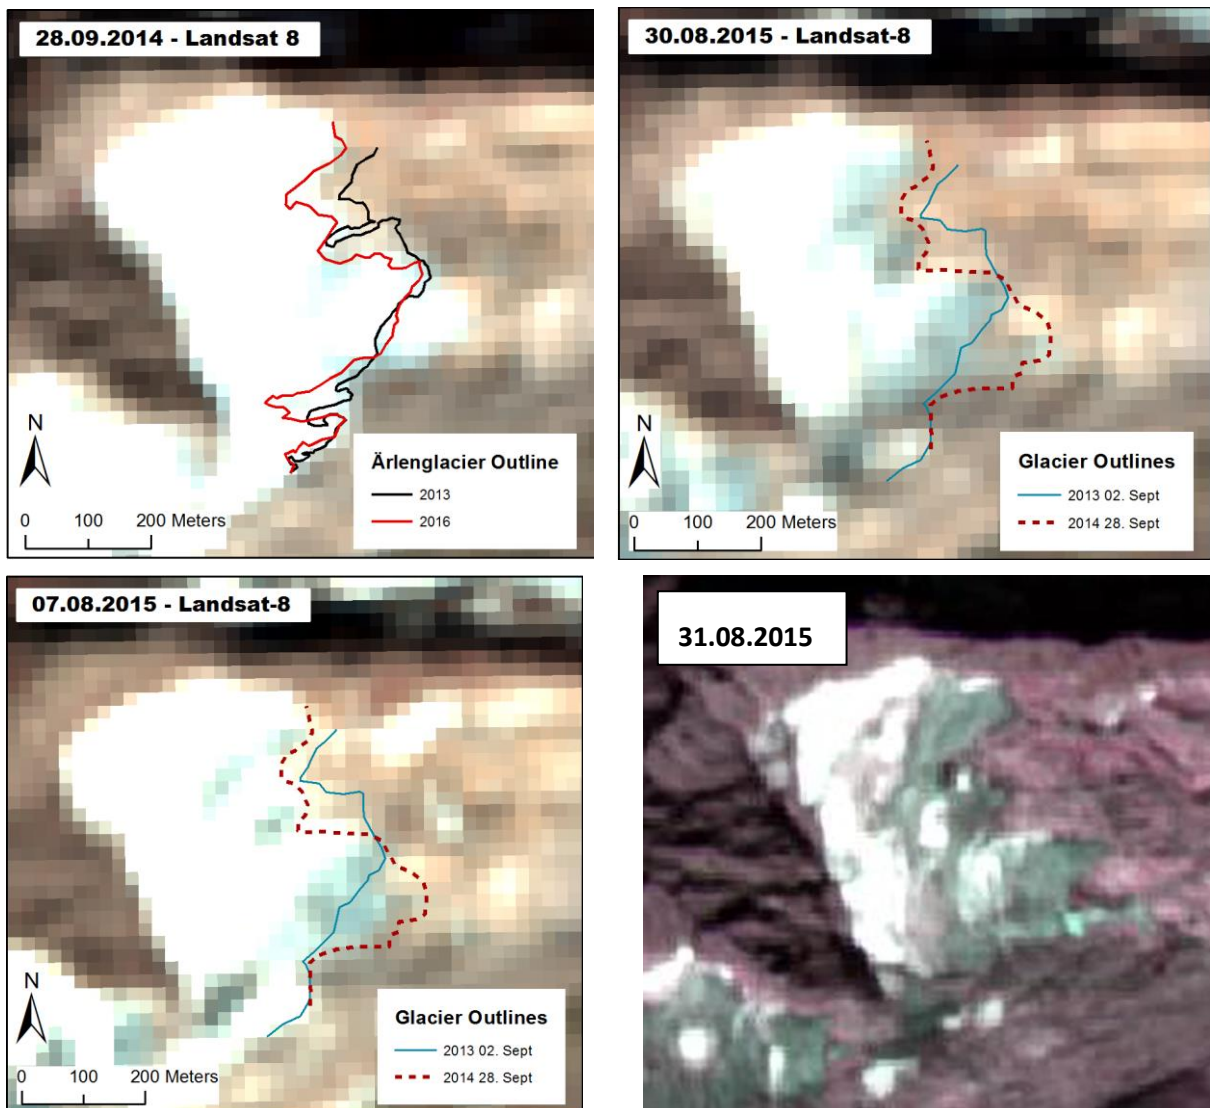 28.09.2014 - Landsat 8
N
0 100 200 Meters
Ärlenglacier Outline
2013
2016
30.08.2015 - Landsat-8
N
0 100 200 Meters
Glacier Outlines
2013 02. Sept
2014 28. Sept
07.08.2015 - Landsat-8
N
0 100 200 Meters
Glacier Outlines
2013 02. Sept
2014 28. Sept
31.08.2015